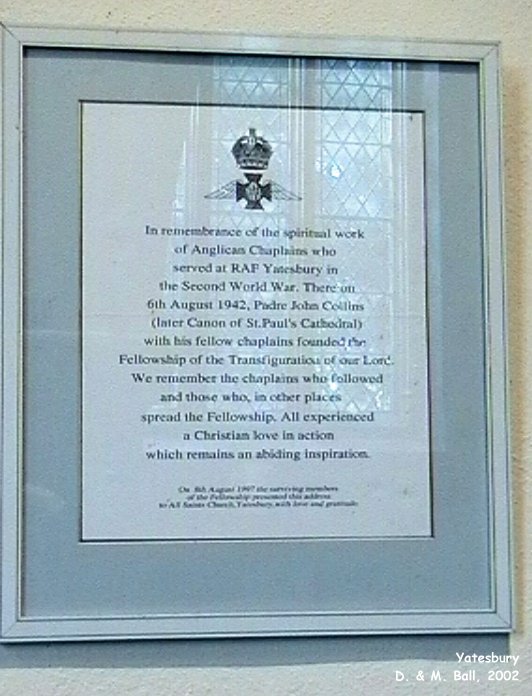 In remembrance of the spiritual work
of Anglican Chaplains who
served at RAF Yatesbury in
the Second World War. There on
6th August 1942, Padre John Collins
(later Canon of St.Paul's Cathedral)
with his fellow chaplains founded the
Fellowship of the Transfiguration of our Lord.
We remember the chaplains who followed
and those who, in other places
spread the Fellowship. All experienced
a Christian love in action
which remains an abiding inspiration.
On 8th August 1997 the surviving members
of the Fellowship presented this address
to All Saints Church, Yatesbury, with love and gratitude.
Yatesbury
D. & M. Ball, 2002